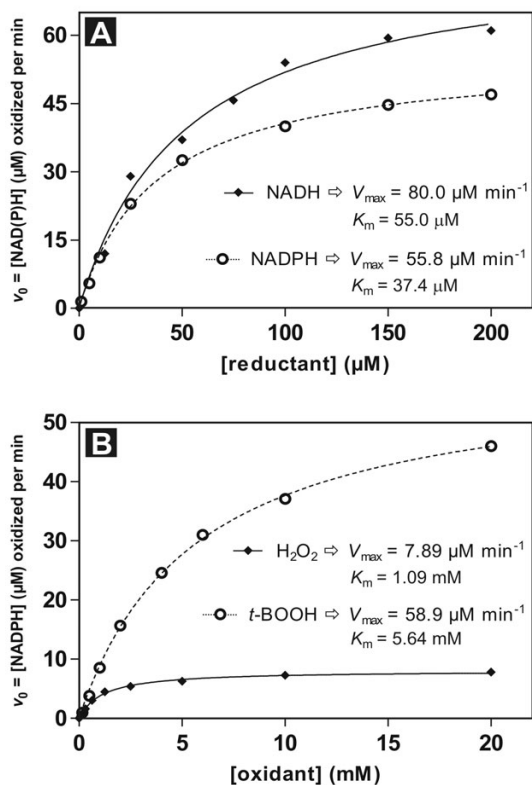 A
v₀ = [NAD(P)H] (µM) oxidized per min
60
45
30
15
0
NADH ⇨ Vmax = 80.0 µM min⁻¹
Km = 55.0 µM
NADPH ⇨ Vmax = 55.8 µM min⁻¹
Km = 37.4 µM
0 50 100 150 200
[reductant] (µM)
B
v₀ = [NADPH] (µM) oxidized per min
50
40
30
20
10
0
H₂O₂ ⇨ Vmax = 7.89 µM min⁻¹
Km = 1.09 mM
t-BOOH ⇨ Vmax = 58.9 µM min⁻¹
Km = 5.64 mM
0 5 10 15 20
[oxidant] (mM)